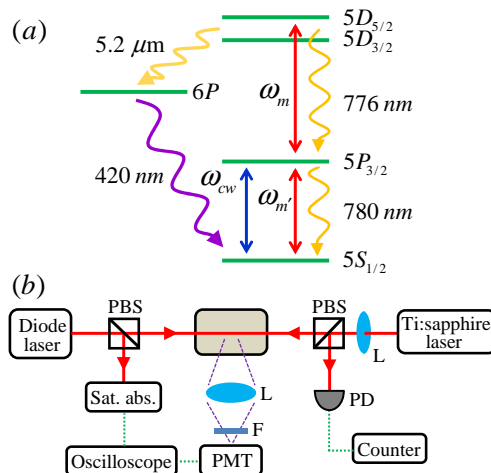 (a)
5D5/2
5D3/2
5.2 μm
6P
ωm
776 nm
5P3/2
420 nm
ωcw
ωm'
780 nm
5S1/2
(b)
PBS
PBS
Diode
laser
Ti:sapphire
laser
L
Sat. abs.
L
PD
F
Oscilloscope
PMT
Counter